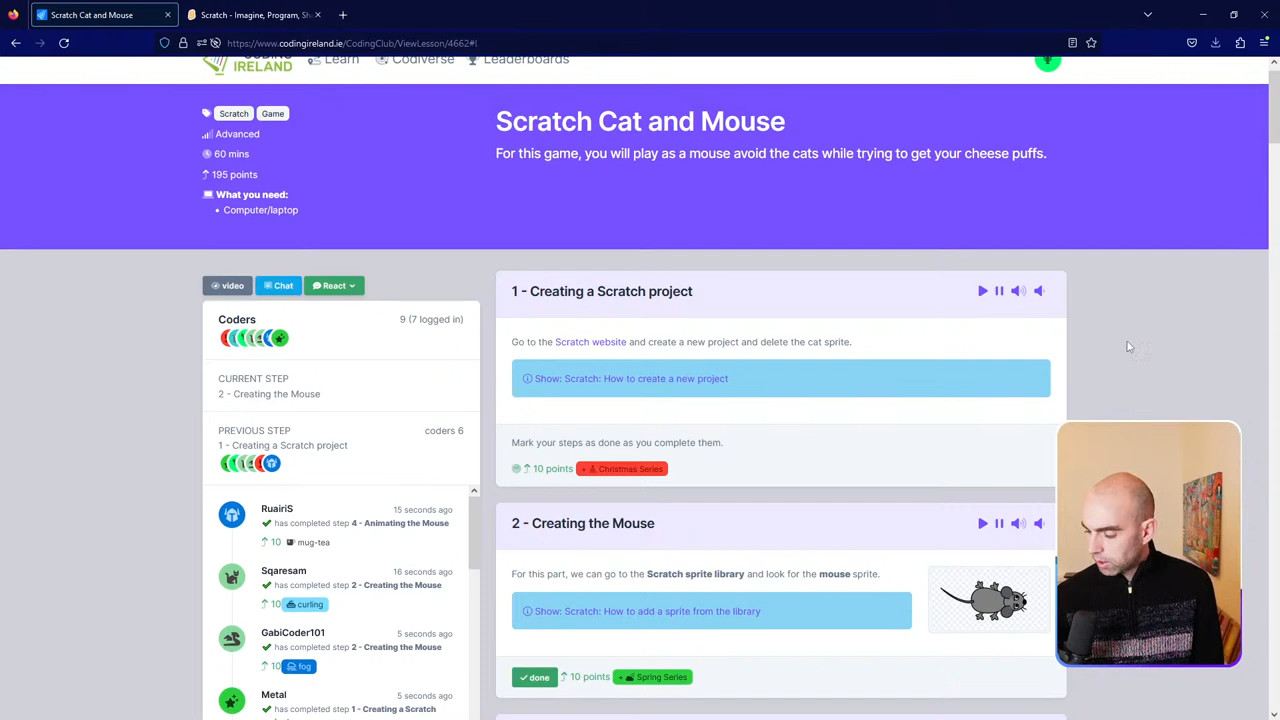 Scratch Cat and Mouse
Scratch - Imagine, Program, Sh
https://www.codingireland.ie/CodingClub/ViewLesson/4662#!
IRELAND
Learn
Codiverse
Leaderboards
Scratch
Game
Advanced
60 mins
195 points
What you need:
• Computer/laptop
Scratch Cat and Mouse
For this game, you will play as a mouse avoid the cats while trying to get your cheese puffs.
video
Chat
React
Coders
9 (7 logged in)
CURRENT STEP
2 - Creating the Mouse
PREVIOUS STEP
coders 6
1 - Creating a Scratch project
RuairiS
15 seconds ago
has completed step 4 - Animating the Mouse
10
mug-tea
Sqaresam
16 seconds ago
has completed step 2 - Creating the Mouse
10
curling
GabiCoder101
5 seconds ago
has completed step 2 - Creating the Mouse
10
fog
Metal
5 seconds ago
has completed step 1 - Creating a Scratch
1 - Creating a Scratch project
Go to the Scratch website and create a new project and delete the cat sprite.
Show: Scratch: How to create a new project
Mark your steps as done as you complete them.
10 points
+ Christmas Series
2 - Creating the Mouse
For this part, we can go to the Scratch sprite library and look for the mouse sprite.
Show: Scratch: How to add a sprite from the library
done
10 points
+ Spring Series